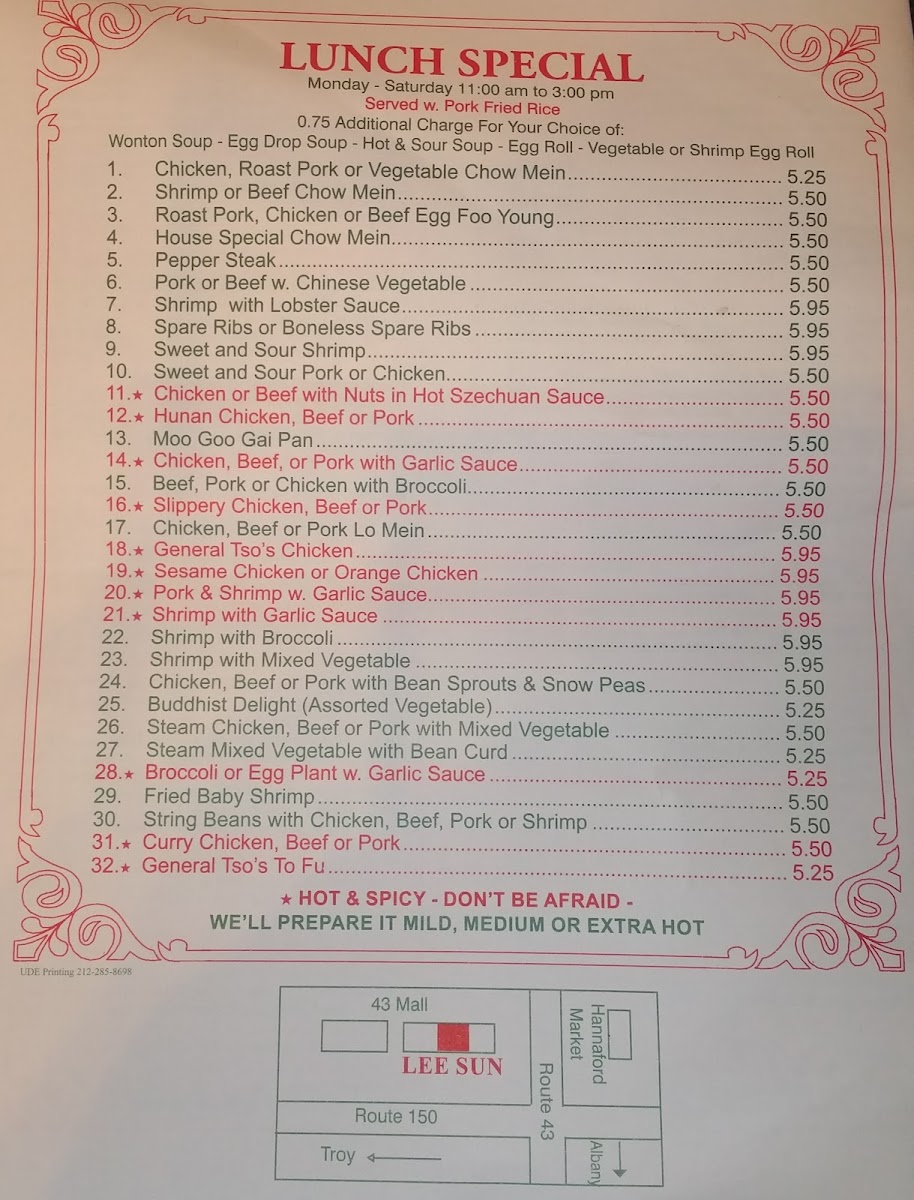 LUNCH SPECIAL
Monday - Saturday 11:00 am to 3:00 pm
Served w. Pork Fried Rice
0.75 Additional Charge For Your Choice of:
Wonton Soup - Egg Drop Soup - Hot & Sour Soup - Egg Roll - Vegetable or Shrimp Egg Roll
1. Chicken, Roast Pork or Vegetable Chow Mein 5.25
2. Shrimp or Beef Chow Mein 5.50
3. Roast Pork, Chicken or Beef Egg Foo Young 5.50
4. House Special Chow Mein 5.50
5. Pepper Steak 5.50
6. Pork or Beef w. Chinese Vegetable 5.50
7. Shrimp with Lobster Sauce 5.95
8. Spare Ribs or Boneless Spare Ribs 5.95
9. Sweet and Sour Shrimp 5.95
10. Sweet and Sour Pork or Chicken 5.50
11.★ Chicken or Beef with Nuts in Hot Szechuan Sauce 5.50
12.★ Hunan Chicken, Beef or Pork 5.50
13. Moo Goo Gai Pan 5.50
14.★ Chicken, Beef, or Pork with Garlic Sauce 5.50
15. Beef, Pork or Chicken with Broccoli 5.50
16.★ Slippery Chicken, Beef or Pork 5.50
17. Chicken, Beef or Pork Lo Mein 5.50
18.★ General Tso's Chicken 5.95
19.★ Sesame Chicken or Orange Chicken 5.95
20.★ Pork & Shrimp w. Garlic Sauce 5.95
21.★ Shrimp with Garlic Sauce 5.95
22. Shrimp with Broccoli 5.95
23. Shrimp with Mixed Vegetable 5.95
24. Chicken, Beef or Pork with Bean Sprouts & Snow Peas 5.50
25. Buddhist Delight (Assorted Vegetable) 5.25
26. Steam Chicken, Beef or Pork with Mixed Vegetable 5.50
27. Steam Mixed Vegetable with Bean Curd 5.25
28.★ Broccoli or Egg Plant w. Garlic Sauce 5.25
29. Fried Baby Shrimp 5.50
30. String Beans with Chicken, Beef, Pork or Shrimp 5.50
31.★ Curry Chicken, Beef or Pork 5.50
32.★ General Tso's To Fu 5.25
★ HOT & SPICY - DON'T BE AFRAID -
WE'LL PREPARE IT MILD, MEDIUM OR EXTRA HOT
UDE Printing 212-285-8698
43 Mall
LEE SUN
Hannaford
Market
Route 43
Route 150
Troy
Albany